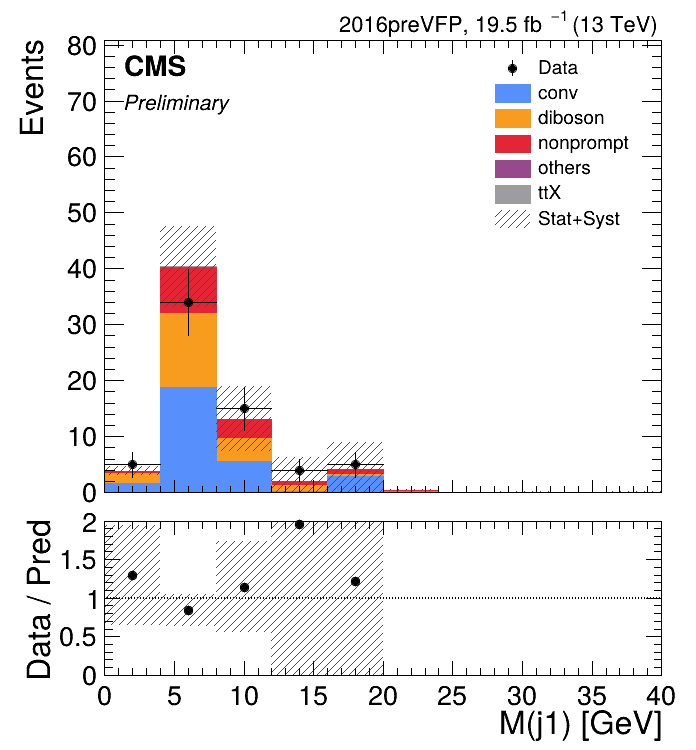 2016preVFP, 19.5 fb⁻¹ (13 TeV)
CMS
Preliminary
Events
80
70
60
50
40
30
20
10
0
Data
conv
diboson
nonprompt
others
ttX
Stat+Syst
Data / Pred
2
1.5
1
0.5
0
0 5 10 15 20 25 30 35 40
M(j1) [GeV]